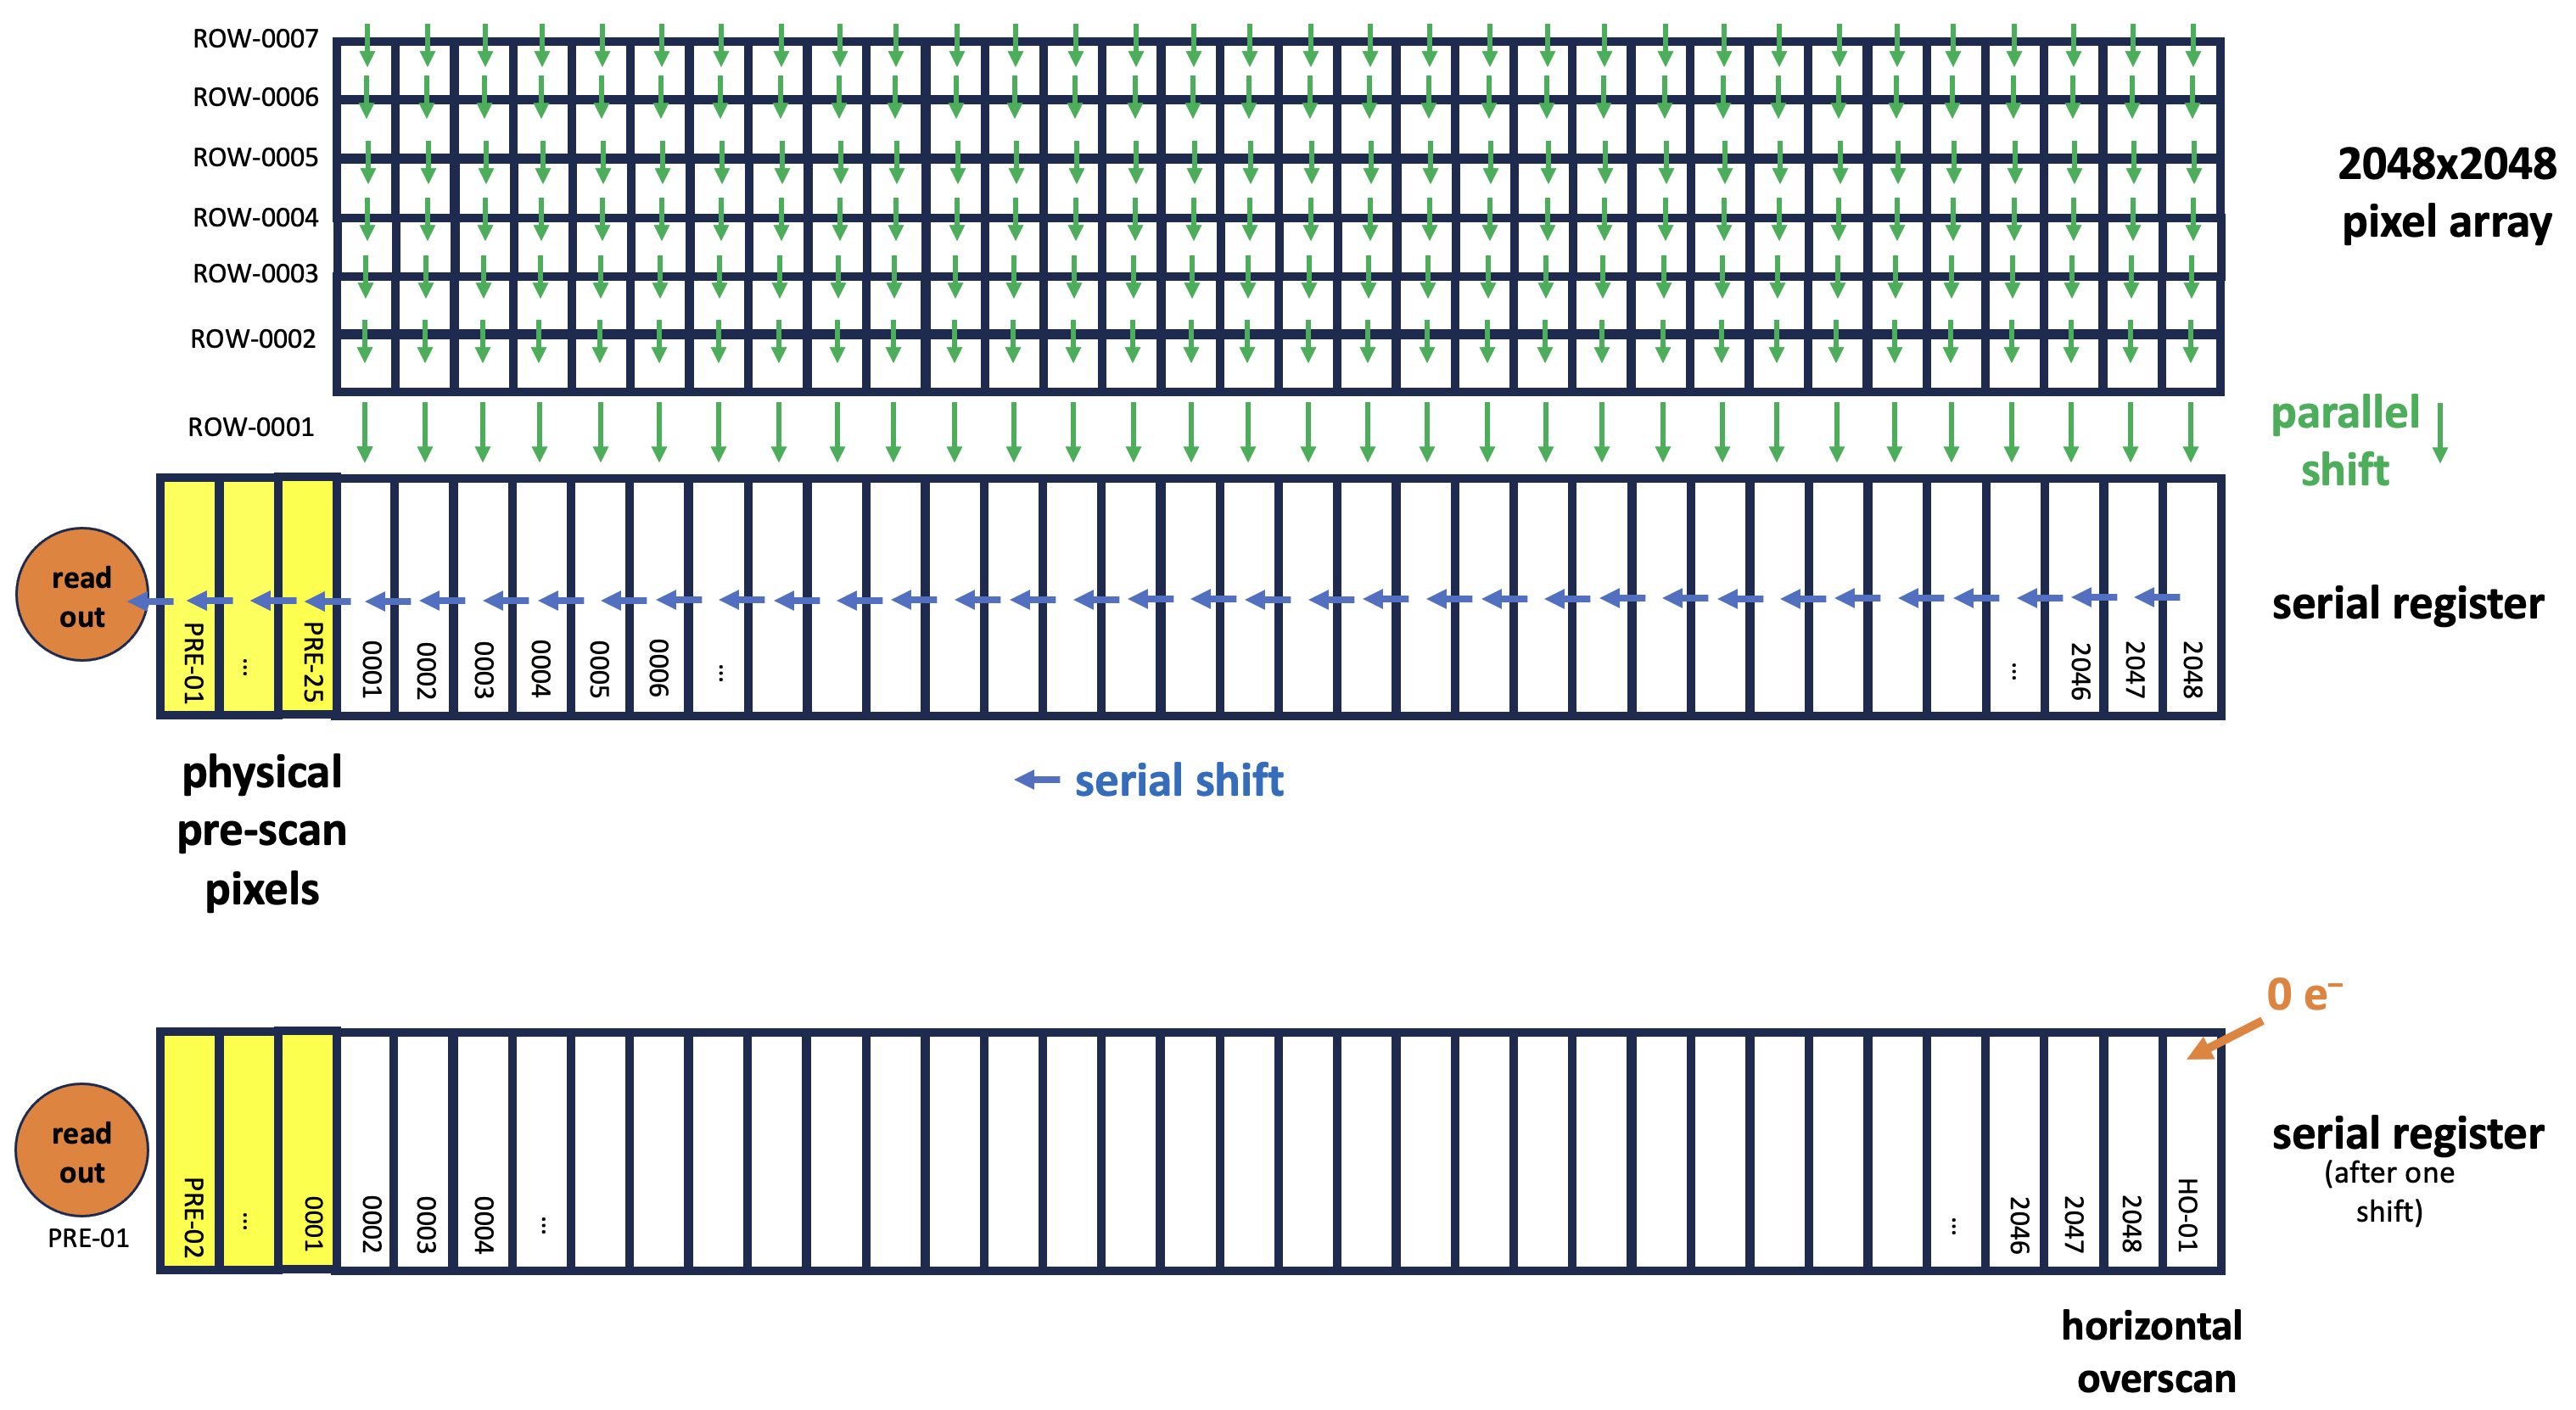 ROW-0007
ROW-0006
ROW-0005
ROW-0004
ROW-0003
ROW-0002
ROW-0001
2048x2048
pixel array
parallel
shift
read
out
PRE-01
...
PRE-25
0001
0002
0003
0004
0005
0006
...
...
2046
2047
2048
serial register
physical
pre-scan
pixels
serial shift
0 e⁻
read
out
PRE-01
PRE-02
...
0001
0002
0003
0004
...
...
2046
2047
2048
HO-01
serial register
(after one
shift)
horizontal
overscan